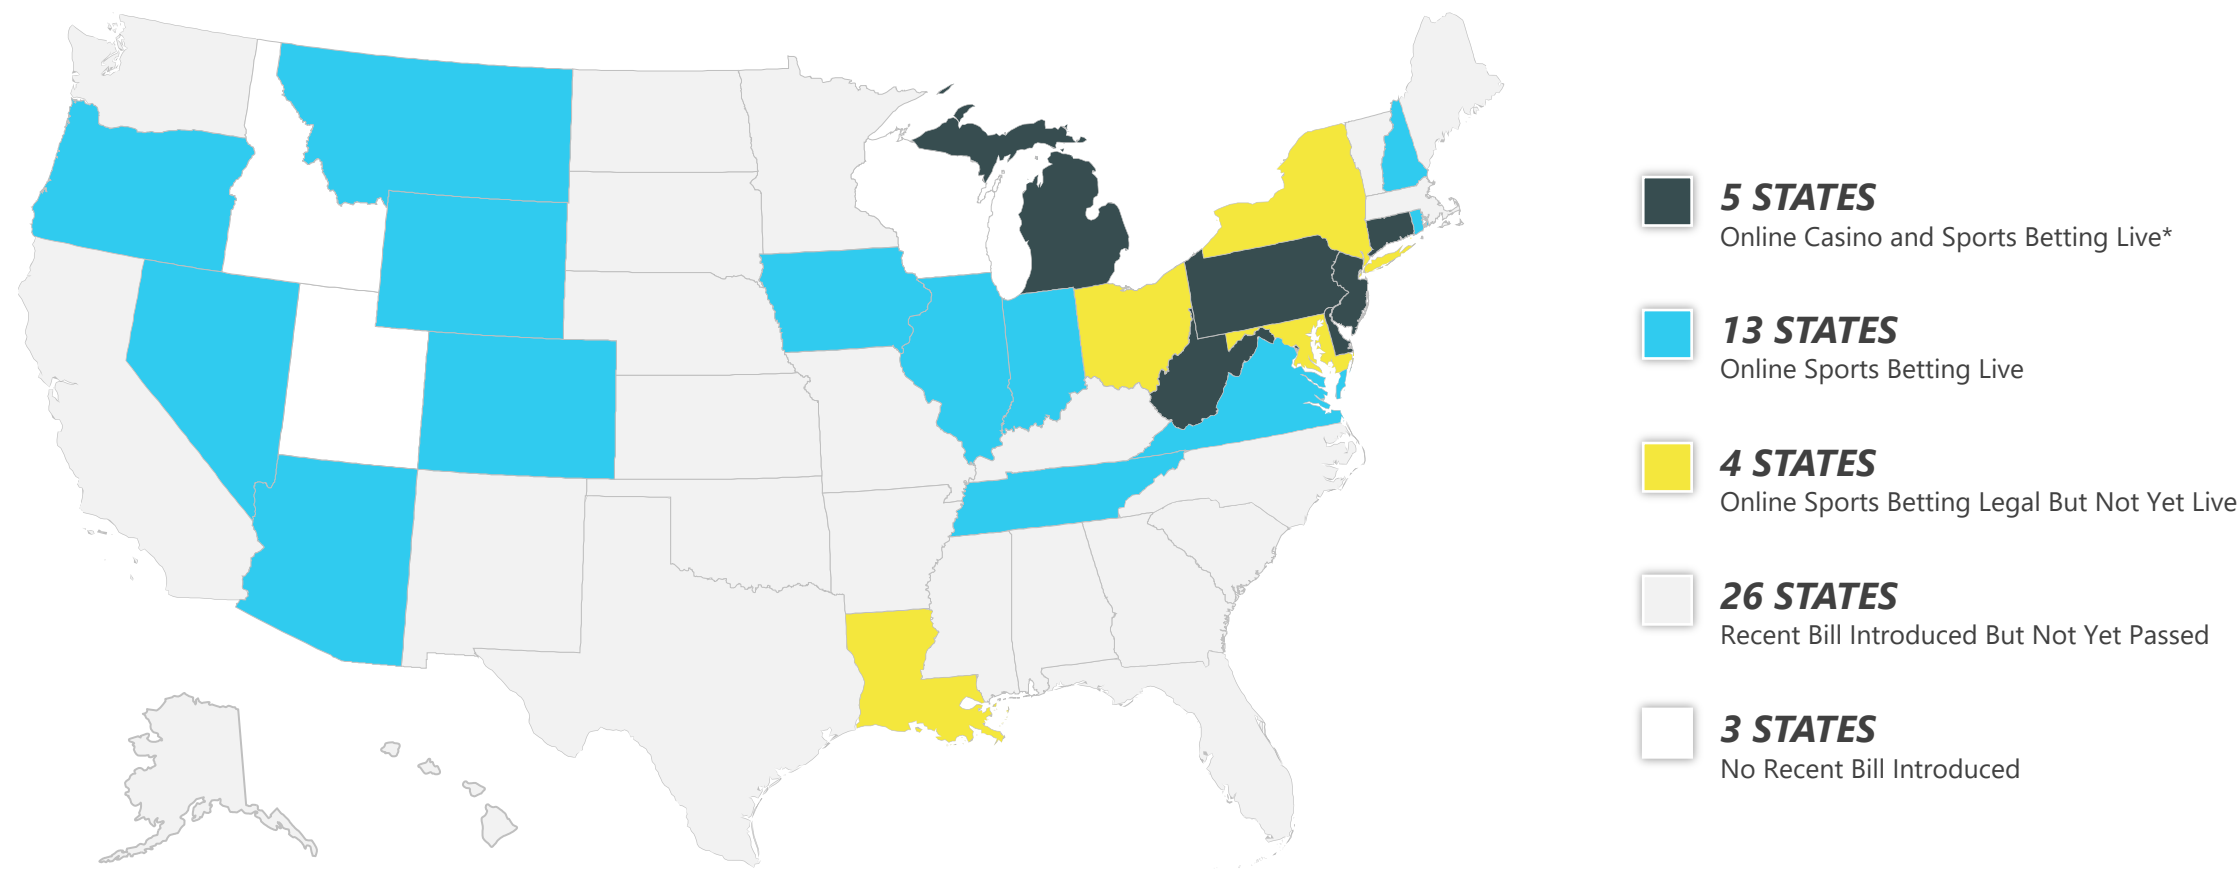 5 STATES
Online Casino and Sports Betting Live*
13 STATES
Online Sports Betting Live
4 STATES
Online Sports Betting Legal But Not Yet Live
26 STATES
Recent Bill Introduced But Not Yet Passed
3 STATES
No Recent Bill Introduced